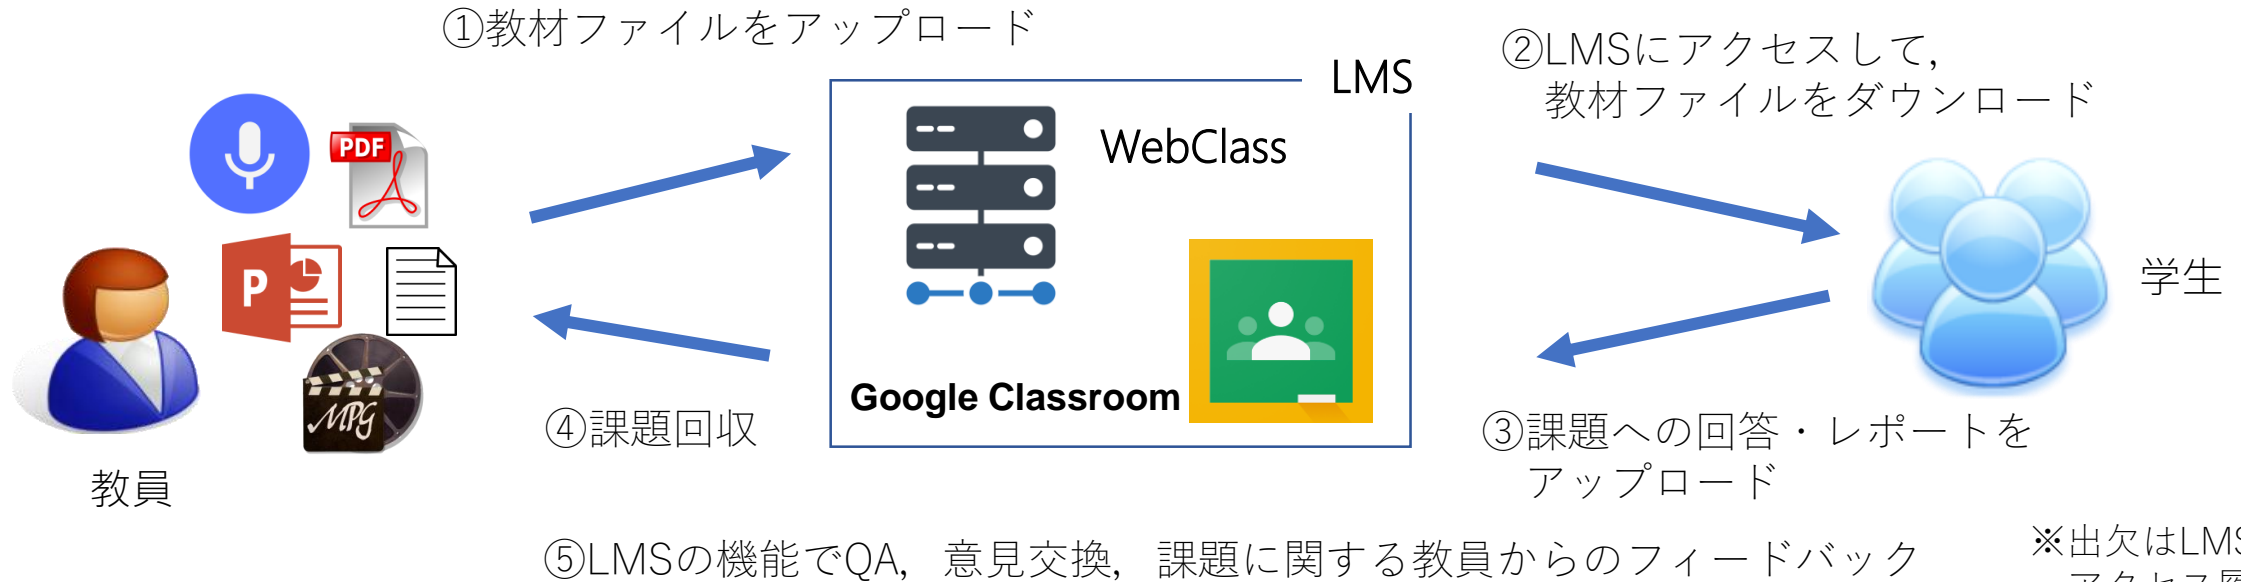 ①教材ファイルをアップロード
②LMSにアクセスして,
教材ファイルをダウンロード
LMS
WebClass
PDF
P
MPG
Google Classroom
学生
教員
④課題回収
③課題への回答・レポートを
アップロード
⑤LMSの機能でQA, 意見交換, 課題に関する教員からのフィードバック
※出欠はLMS
アクセス